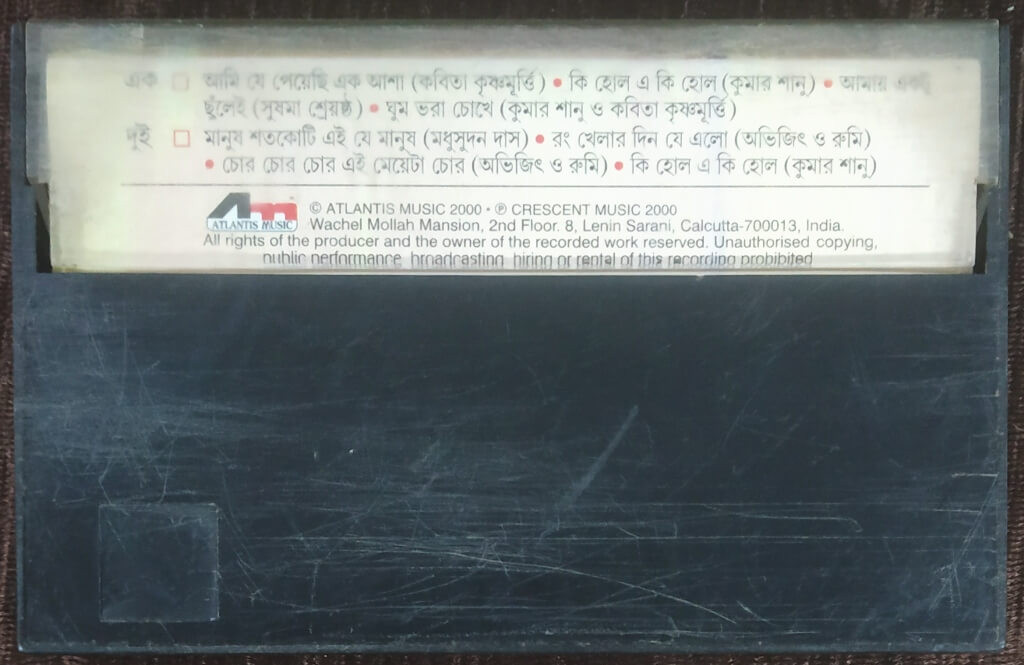 এক □ আমি যে পেয়েছি এক আশা (কবিতা কৃষ্ণমূর্ত্তি) • কি হোল এ কি হোল (কুমার শানু) • আমায় একটু
ছুঁলেই (সুষমা শ্রেয়ষ্ঠ) • ঘুম ভরা চোখে (কুমার শানু ও কবিতা কৃষ্ণমূর্ত্তি)
দুই □ মানুষ শতকোটি এই যে মানুষ (মধুসুদন দাস) • রং খেলার দিন যে এলো (অভিজিৎ ও রুমি)
• চোর চোর চোর এই মেয়েটা চোর (অভিজিৎ ও রুমি) • কি হোল এ কি হোল (কুমার শানু)
ATLANTIS MUSIC
© ATLANTIS MUSIC 2000 • ℗ CRESCENT MUSIC 2000
Wachel Mollah Mansion, 2nd Floor. 8, Lenin Sarani, Calcutta-700013, India.
All rights of the producer and the owner of the recorded work reserved. Unauthorised copying,
public performance, broadcasting, hiring or rental of this recording prohibited